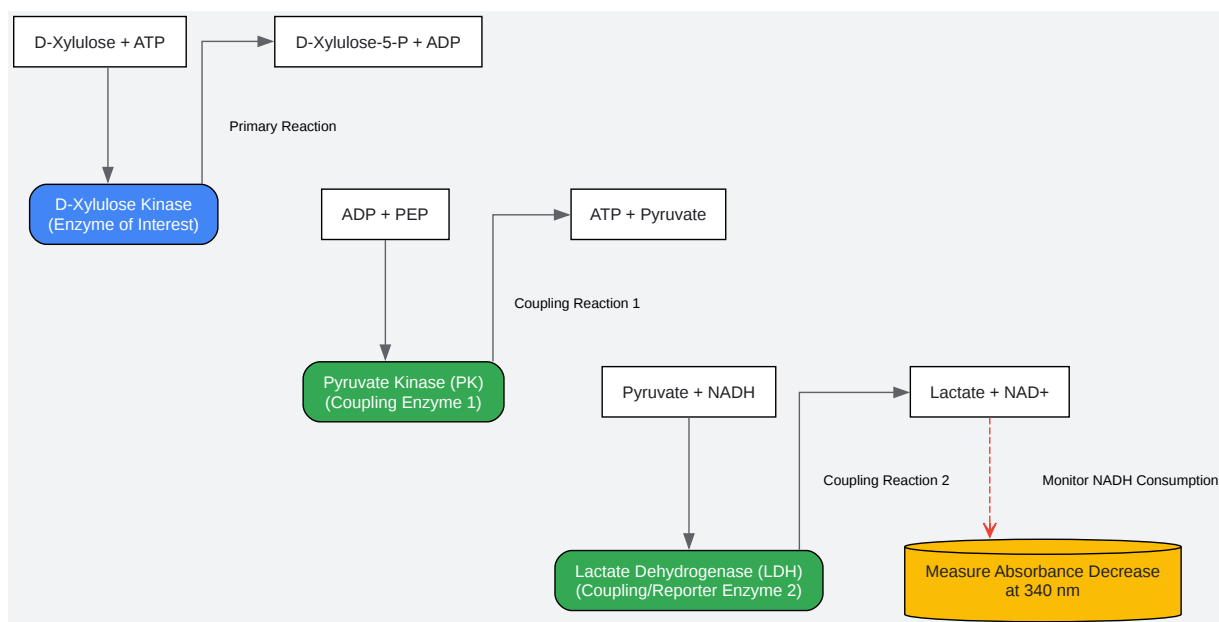 D-Xylulose + ATP
D-Xylulose-5-P + ADP
Primary Reaction
D-Xylulose Kinase
(Enzyme of Interest)
ADP + PEP
ATP + Pyruvate
Coupling Reaction 1
Pyruvate Kinase (PK)
(Coupling Enzyme 1)
Pyruvate + NADH
Lactate + NAD+
Coupling Reaction 2
Monitor NADH Consumption
Lactate Dehydrogenase (LDH)
(Coupling/Reporter Enzyme 2)
Measure Absorbance Decrease
at 340 nm